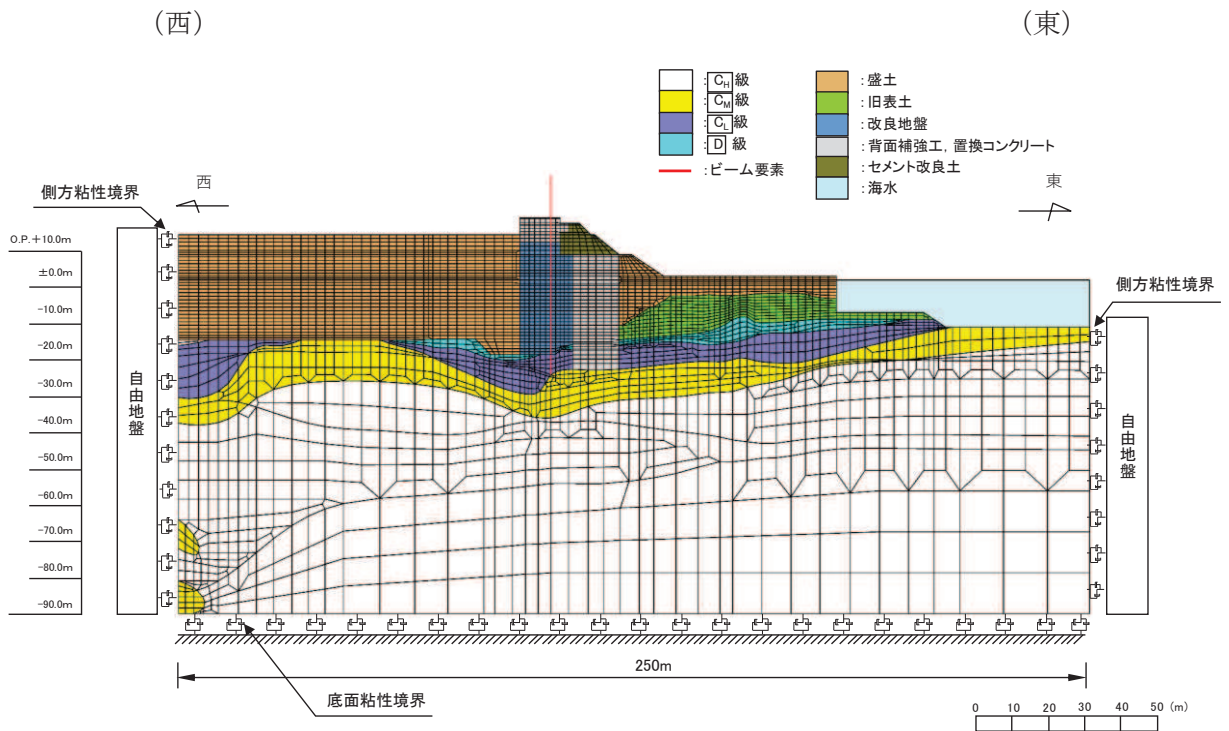 (西)
(東)
:CH級
:CM級
:CL級
:D 級
:ビーム要素
:盛土
:旧表土
:改良地盤
:背面補強工, 置換コンクリート
:セメント改良土
:海水
側方粘性境界
西
東
側方粘性境界
O.P.+10.0m
±0.0m
-10.0m
-20.0m
-30.0m
-40.0m
-50.0m
-60.0m
-70.0m
-80.0m
-90.0m
自由地盤
自由地盤
250m
底面粘性境界
0 10 20 30 40 50 (m)